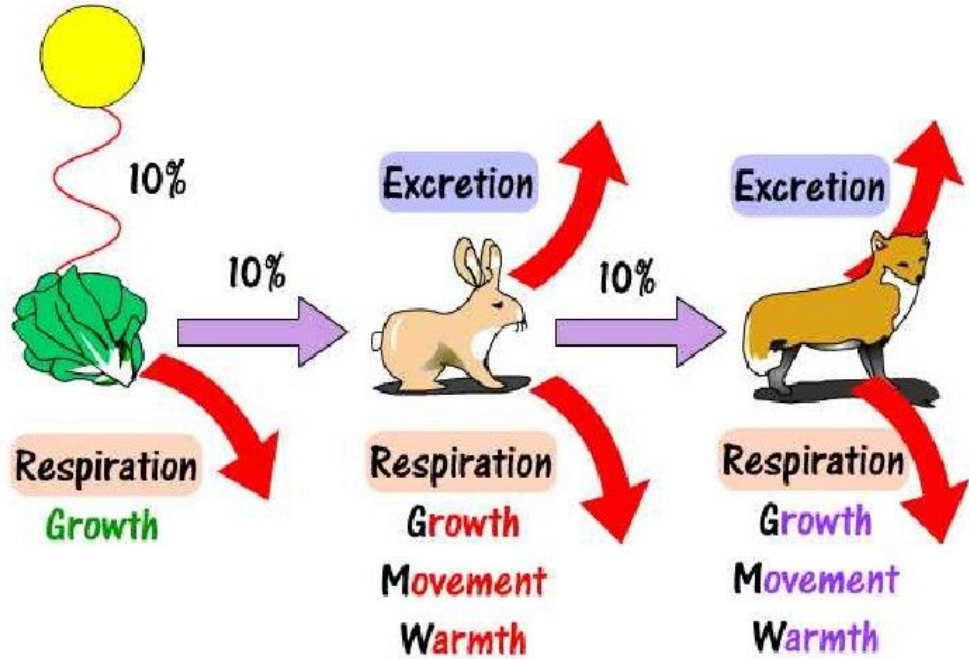 10%
10%
Excretion
10%
Excretion
Respiration
Growth
Respiration
Growth
Movement
Warmth
Respiration
Growth
Movement
Warmth